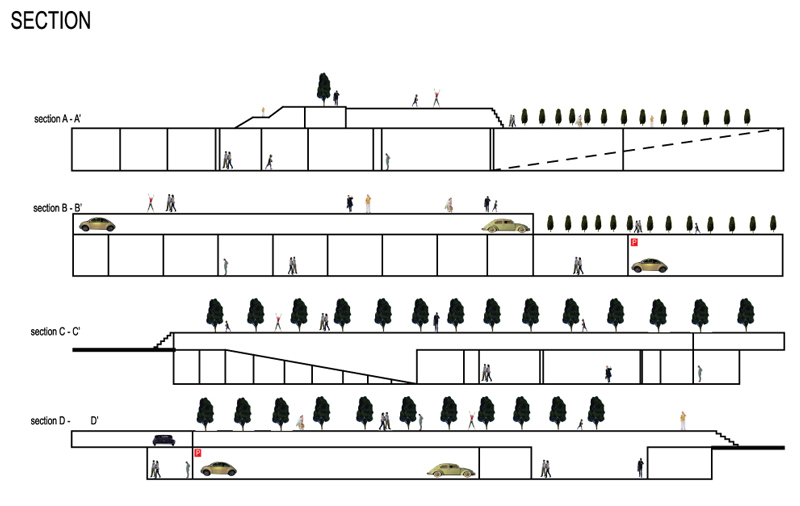 SECTION
section A - A'
section B - B'
P
section C - C'
section D - D'
P